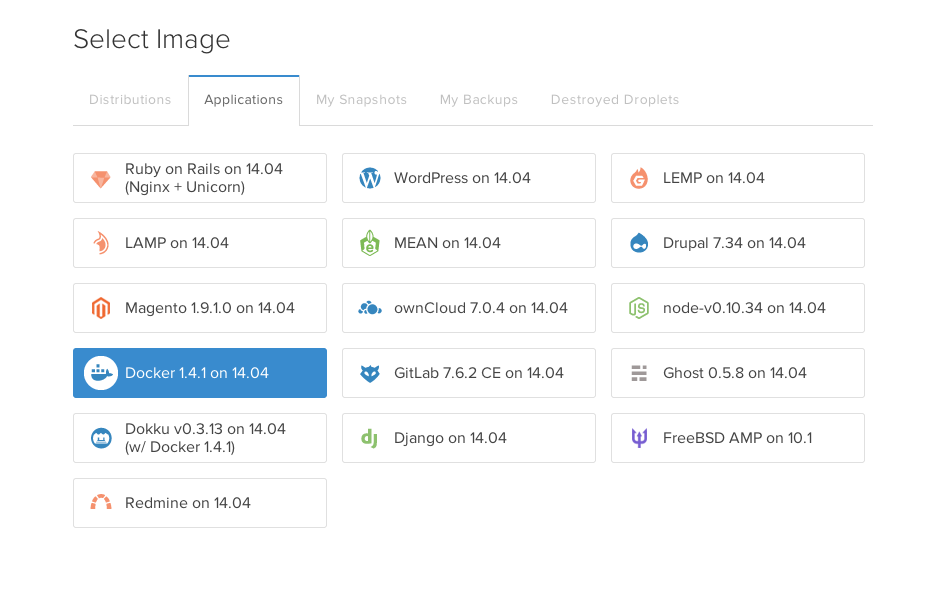 Select Image
Distributions
Applications
My Snapshots
My Backups
Destroyed Droplets
Ruby on Rails on 14.04
(Nginx + Unicorn)
WordPress on 14.04
LEMP on 14.04
LAMP on 14.04
MEAN on 14.04
Drupal 7.34 on 14.04
Magento 1.9.1.0 on 14.04
ownCloud 7.0.4 on 14.04
node-v0.10.34 on 14.04
Docker 1.4.1 on 14.04
GitLab 7.6.2 CE on 14.04
Ghost 0.5.8 on 14.04
Dokku v0.3.13 on 14.04
(w/ Docker 1.4.1)
Django on 14.04
FreeBSD AMP on 10.1
Redmine on 14.04